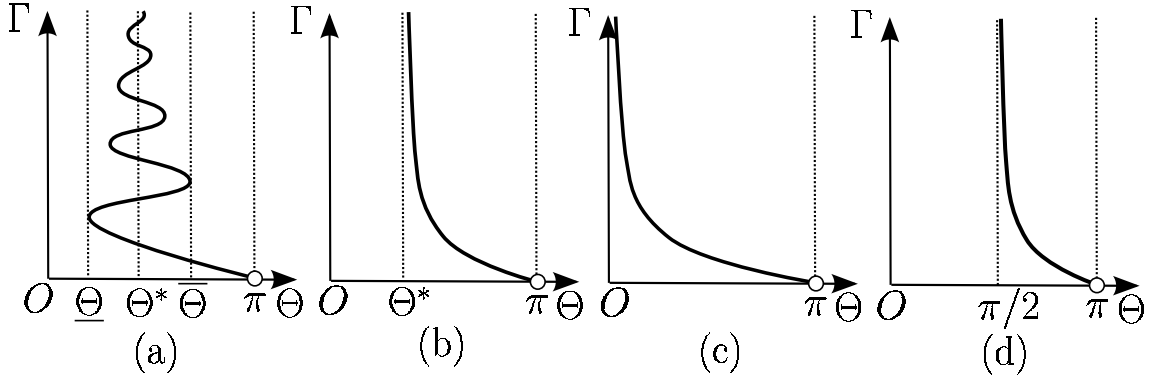 Γ Γ Γ Γ
O Θ̲ Θ* Θ̅ π Θ O Θ* π Θ O π Θ O π/2 π Θ
(a) (b) (c) (d)